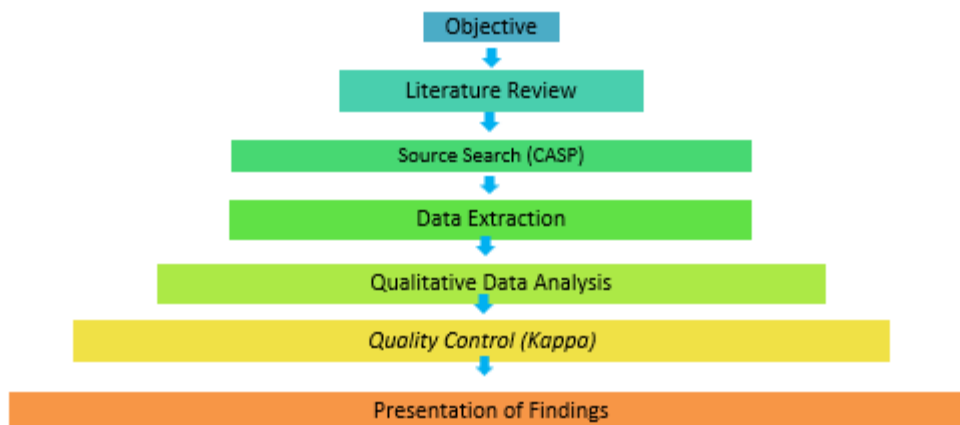 Objective
Literature Review
Source Search (CASP)
Data Extraction
Qualitative Data Analysis
Quality Control (Kappa)
Presentation of Findings